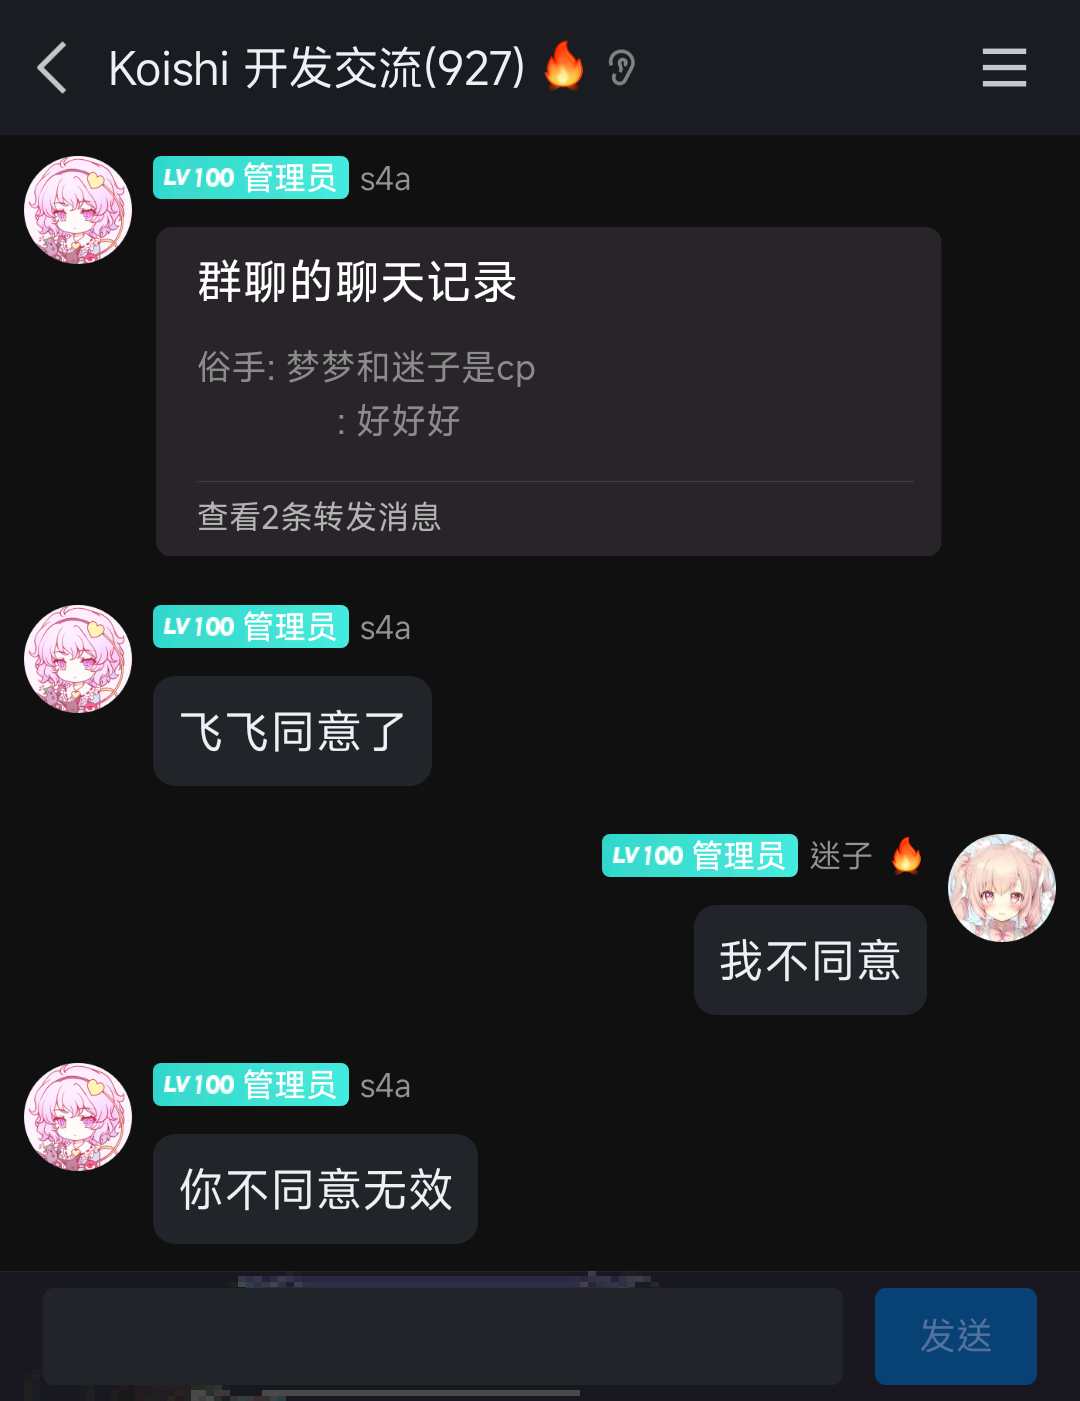 Koishi 开发交流(927) 🔥
LV100 管理员 s4a
群聊的聊天记录
俗手: 梦梦和迷子是cp
: 好好好
查看2条转发消息
LV100 管理员 s4a
飞飞同意了
LV100 管理员 迷子 🔥
我不同意
LV100 管理员 s4a
你不同意无效
发送